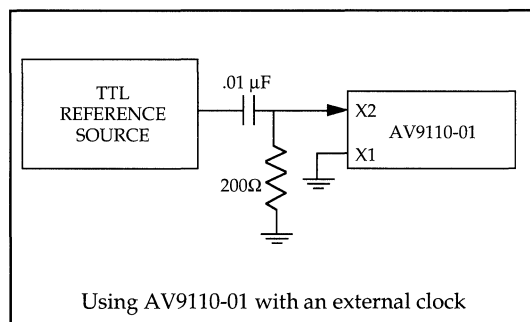 TTL
REFERENCE
SOURCE
.01 µF
X2
AV9110-01
X1
200Ω
Using AV9110-01 with an external clock